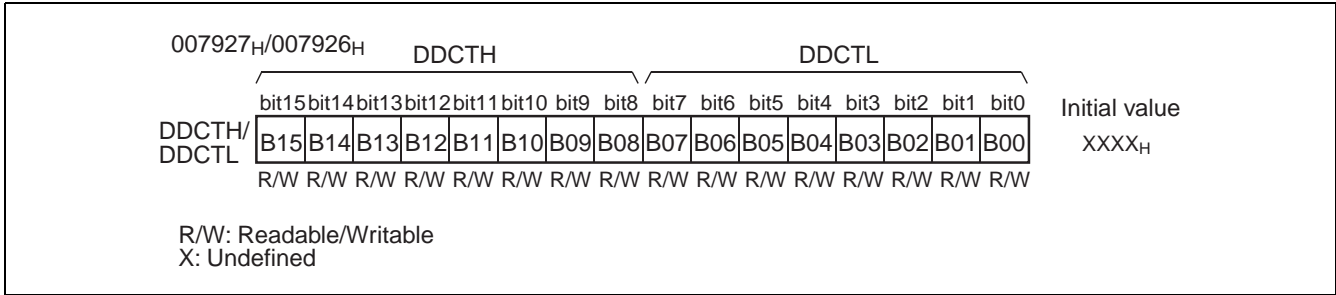 007927H/007926H
DDCTH DDCTL
bit15 bit14 bit13 bit12 bit11 bit10 bit9 bit8 bit7 bit6 bit5 bit4 bit3 bit2 bit1 bit0 Initial value
DDCTH/
DDCTL B15 B14 B13 B12 B11 B10 B09 B08 B07 B06 B05 B04 B03 B02 B01 B00 XXXXH
R/W R/W R/W R/W R/W R/W R/W R/W R/W R/W R/W R/W R/W R/W R/W R/W
R/W: Readable/Writable
X: Undefined